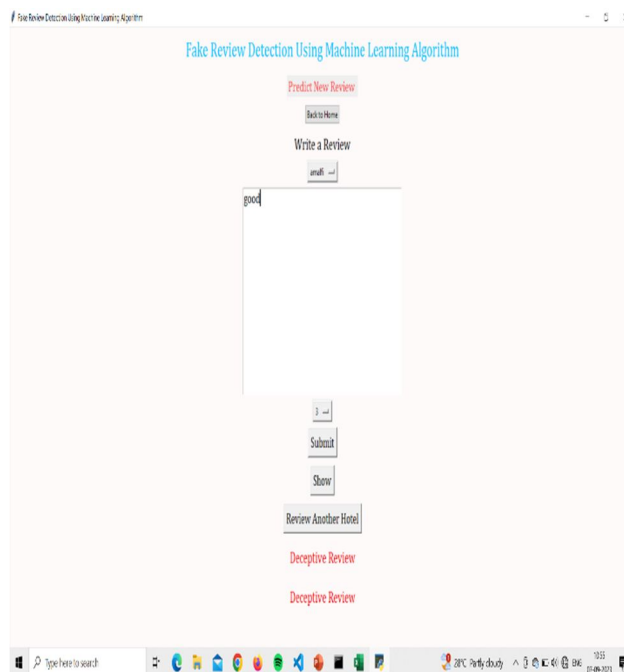 Fake Review Detection Using Machine Learning Algorithm
Fake Review Detection Using Machine Learning Algorithm
Predict New Review
Back to Home
Write a Review
amalfi
good
3
Submit
Show
Review Another Hotel
Deceptive Review
Deceptive Review
Type here to search
28°C Partly cloudy
ENG
10:55